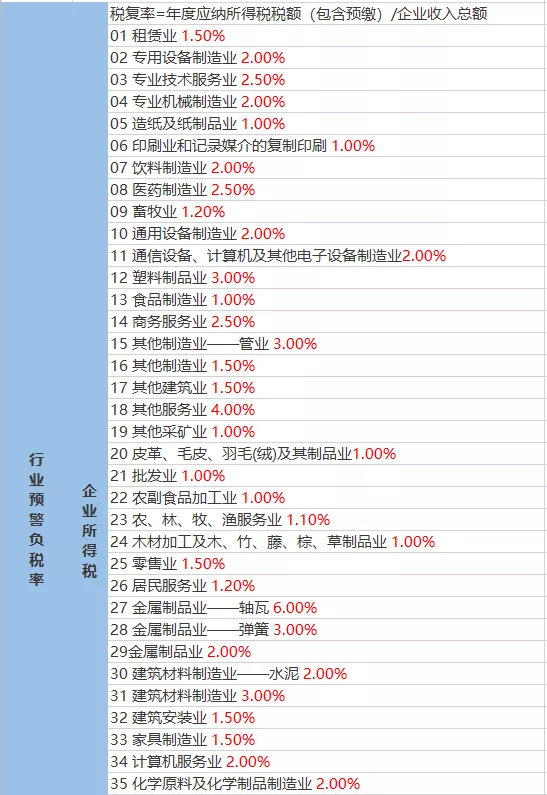 税复率=年度应纳所得税税额（包含预缴）/企业收入总额
01 租赁业 1.50%
02 专用设备制造业 2.00%
03 专业技术服务业 2.50%
04 专业机械制造业 2.00%
05 造纸及纸制品业 1.00%
06 印刷业和记录媒介的复制印刷 1.00%
07 饮料制造业 2.00%
08 医药制造业 2.50%
09 畜牧业 1.20%
10 通用设备制造业 2.00%
11 通信设备、计算机及其他电子设备制造业2.00%
12 塑料制品业 3.00%
13 食品制造业 1.00%
14 商务服务业 2.50%
15 其他制造业——管业 3.00%
16 其他制造业 1.50%
17 其他建筑业 1.50%
18 其他服务业 4.00%
19 其他采矿业 1.00%
20 皮革、毛皮、羽毛(绒)及其制品业1.00%
21 批发业 1.00%
22 农副食品加工业 1.00%
23 农、林、牧、渔服务业 1.10%
24 木材加工及木、竹、藤、棕、草制品业 1.00%
25 零售业 1.50%
26 居民服务业 1.20%
27 金属制品业——轴瓦 6.00%
28 金属制品业——弹簧 3.00%
29金属制品业 2.00%
30 建筑材料制造业——水泥 2.00%
31 建筑材料制造业 3.00%
32 建筑安装业 1.50%
33 家具制造业 1.50%
34 计算机服务业 2.00%
35 化学原料及化学制品制造业 2.00%
行业预警负税率
企业所得税